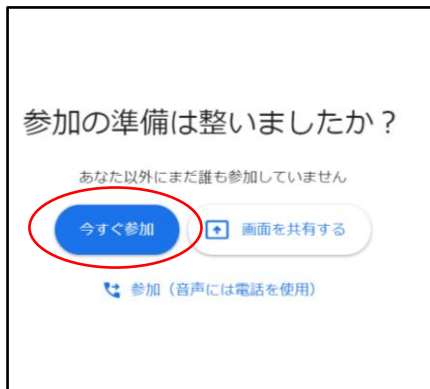 参加の準備は整いましたか？
あなた以外にまだ誰も参加していません
今すぐ参加 画面を共有する
参加（音声には電話を使用）